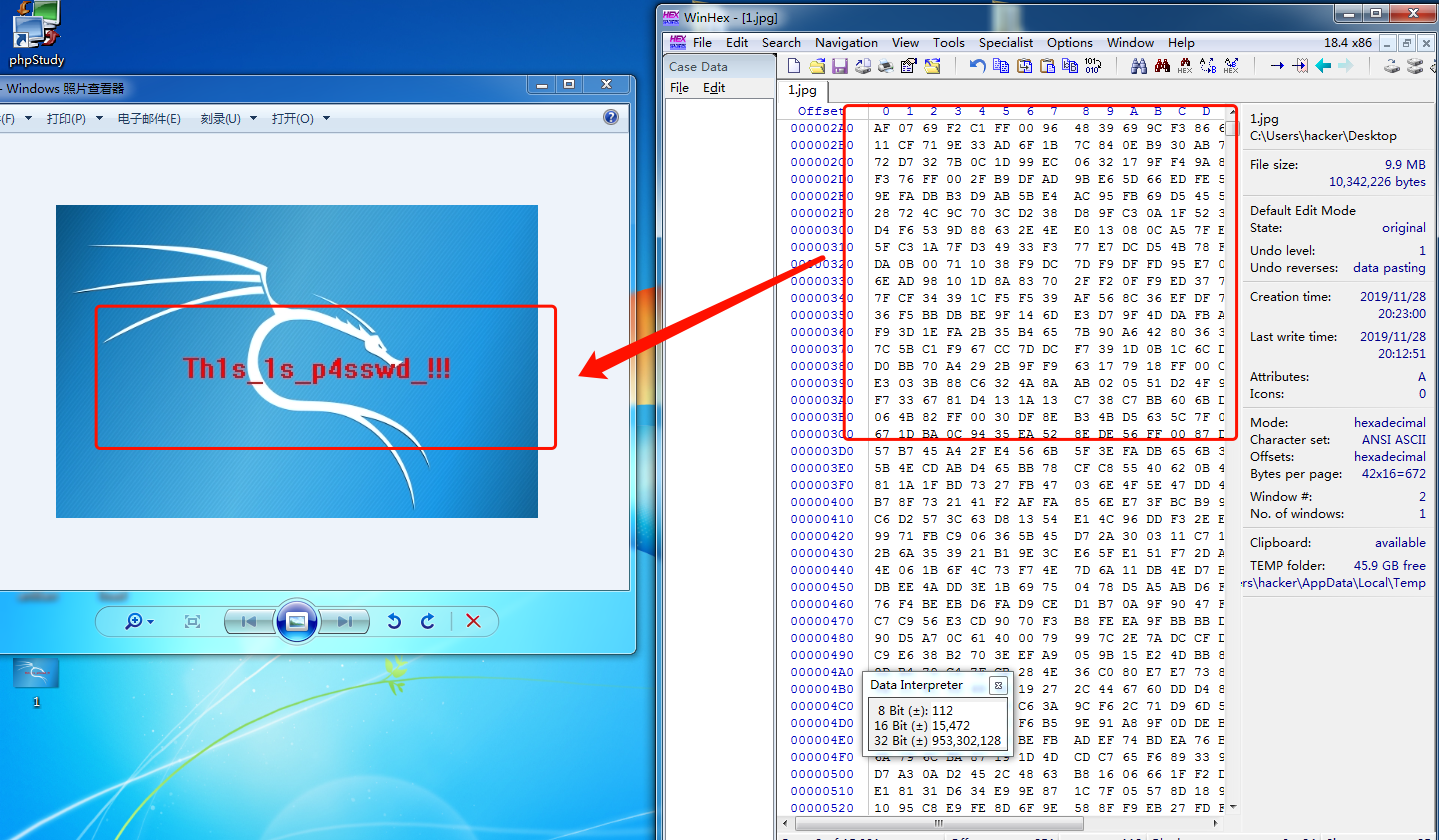 phpStudy
- Windows 照片查看器
(F) 打印(P) 电子邮件(E) 刻录(U) 打开(O)
Th1s_1s_p4sswd_!!!
1
WinHex - [1.jpg]
File Edit Search Navigation View Tools Specialist Options Window Help 18.4 x86
Case Data
File Edit
1.jpg
Offset 0 1 2 3 4 5 6 7 8 9 A B C D
000002A0 AF 07 69 F2 C1 FF 00 96 48 39 69 9C F3 86
000002B0 11 CF 71 9E 33 AD 6F 1B 7C 84 0E B9 30 AB
000002C0 72 D7 32 7B 0C 1D 99 EC 06 32 17 9F F4 9A
000002D0 F3 76 FF 00 2F B9 DF AD 9B E6 5D 66 ED FE
000002E0 9E FA DB B3 D9 AB 5B E4 AC 95 FB 69 D5 45
000002F0 28 72 4C 9C 70 3C D2 38 D8 9F C3 0A 1F 52
00000300 D4 F6 53 9D 88 63 2E 4E E0 13 08 0C A5 7F
00000310 5F C3 1A 7F D3 49 33 F3 77 E7 DC D5 4B 78
00000320 DA 0B 00 71 10 38 F9 DC 7D F9 DF FD 95 E7
00000330 6E AD 98 10 1D 8A 83 70 2F F2 0F F9 ED 37
00000340 7F CF 34 39 1C F5 F5 39 AF 56 8C 36 EF DF
00000350 36 F5 BB DB BE 9F 14 6D E3 D7 9F 4D DA FB
00000360 F9 3D 1E FA 2B 35 B4 65 7B 90 A6 42 80 36
00000370 7C 5B C1 F9 67 CC 7D DC F7 39 1D 0B 1C 6C
00000380 D0 BB 70 A4 29 2B 9F F9 63 17 79 18 FF 00
00000390 E3 03 3B 88 C6 32 4A 8A AB 02 05 51 D2 4F
000003A0 F7 33 67 81 D4 13 1A 13 C7 38 C7 BB 60 6B
000003B0 06 4B 82 FF 00 30 DF 8E B3 4B D5 63 5C 7F
000003C0 67 1D BA 0C 94 35 EA 52 8E DE 56 FF 00 87
000003D0 57 B7 45 A4 2F E4 56 6B 5F 3E FA DB 65 6B
000003E0 5B 4E CD AB D4 65 BB 78 CF C8 55 40 62 0B
000003F0 81 1A 1F BD 73 27 FB 47 03 6E 4F 5E 47 DD
00000400 B7 8F 73 21 41 F2 AF FA 85 6E E7 3F BC B9
00000410 C6 D2 57 3C 63 D8 13 54 E1 4C 96 DD F3 2E
00000420 99 71 FB C9 06 36 5B 45 D7 2A 30 03 11 C7
00000430 2B 6A 35 39 21 B1 9E 3C E6 5F E1 51 F7 2D
00000440 4E 06 1B 6F 4C 73 F7 4E 7D 6A 11 DB 4E D7
00000450 DB EE 4A DD 3E 1B 69 75 04 78 D5 A5 AB D6
00000460 76 F4 BE EB D6 FA D9 CE D1 B7 0A 9F 90 47
00000470 C7 C9 56 E3 CD 90 70 F3 B8 FE EA 9F BB BB
00000480 90 D5 A7 0C 61 40 00 79 99 7C 2E 7A DC CF
00000490 C9 E6 38 B2 70 3E EF A9 05 9B 15 E2 4D BB
000004A0 28 4E 36 C0 80 E7 E7 73
000004B0 19 27 2C 44 67 60 DD D4
000004C0 C6 3A 9C F6 2C 71 D9 6D
000004D0 F6 B5 9E 91 A8 9F 0D DE
000004E0 BE FB AD EF 74 BD EA 76
000004F0 1D 4D CD C7 65 F6 89 33
00000500 D7 A3 0A D2 45 2C 48 63 B8 16 06 66 1F F2
00000510 E1 81 31 D6 34 E9 9E 87 1C 7F 05 57 8D 18
00000520 10 95 C8 E9 FE 8D 6F 9E 58 8F F9 EB 27 FD
Data Interpreter
8 Bit (±): 112
16 Bit (±) 15,472
32 Bit (±) 953,302,128
1.jpg
C:\Users\hacker\Desktop
File size: 9.9 MB
10,342,226 bytes
Default Edit Mode
State: original
Undo level: 1
Undo reverses: data pasting
Creation time: 2019/11/28
20:23:00
Last write time: 2019/11/28
20:12:51
Attributes: A
Icons: 0
Mode: hexadecimal
Character set: ANSI ASCII
Offsets: hexadecimal
Bytes per page: 42x16=672
Window #: 2
No. of windows: 1
Clipboard: available
TEMP folder: 45.9 GB free
rs\hacker\AppData\Local\Temp